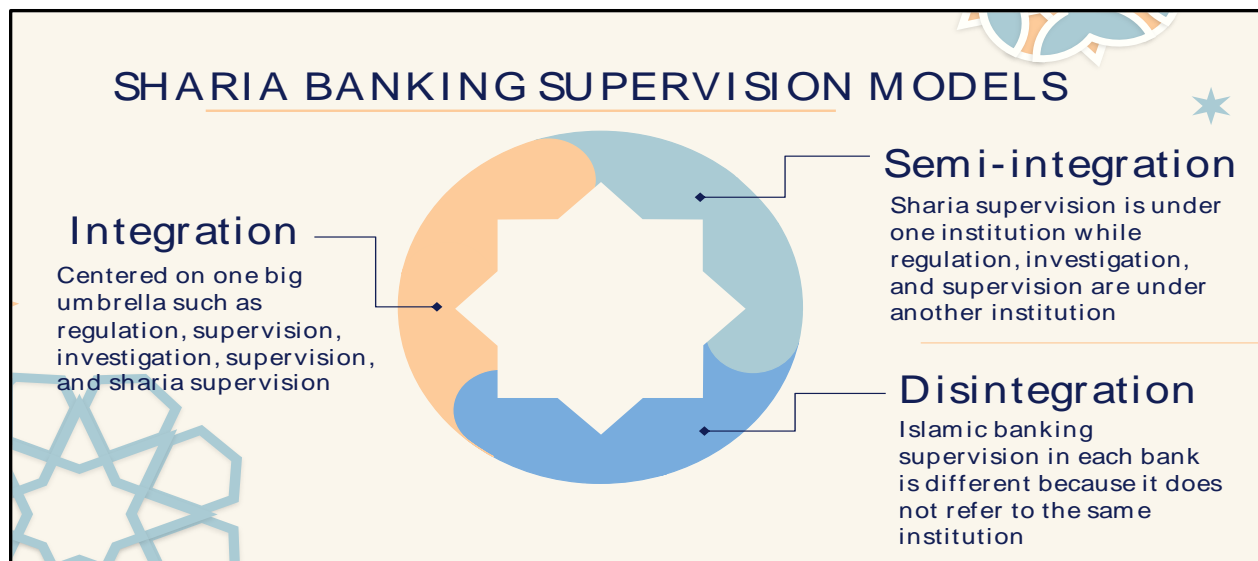 SHARIA BANKING SUPERVISION MODELS
Integration
Centered on one big
umbrella such as
regulation, supervision,
investigation, supervision,
and sharia supervision
Semi-integration
Sharia supervision is under
one institution while
regulation, investigation,
and supervision are under
another institution
Disintegration
Islamic banking
supervision in each bank
is different because it does
not refer to the same
institution